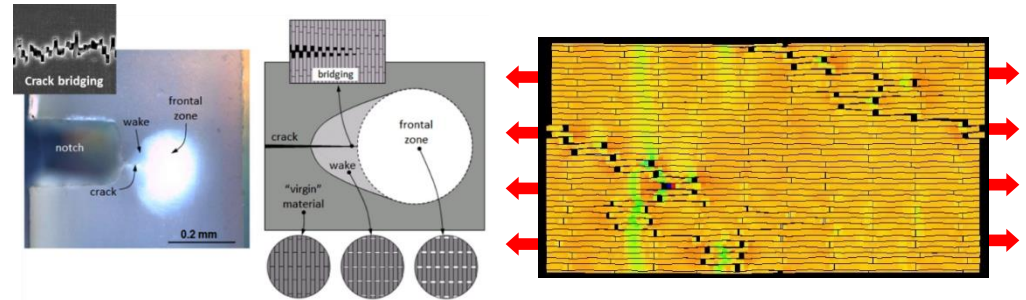 Crack bridging
wake
frontal
zone
notch
crack
0.2 mm
bridging
crack
frontal
zone
wake
"virgin"
material